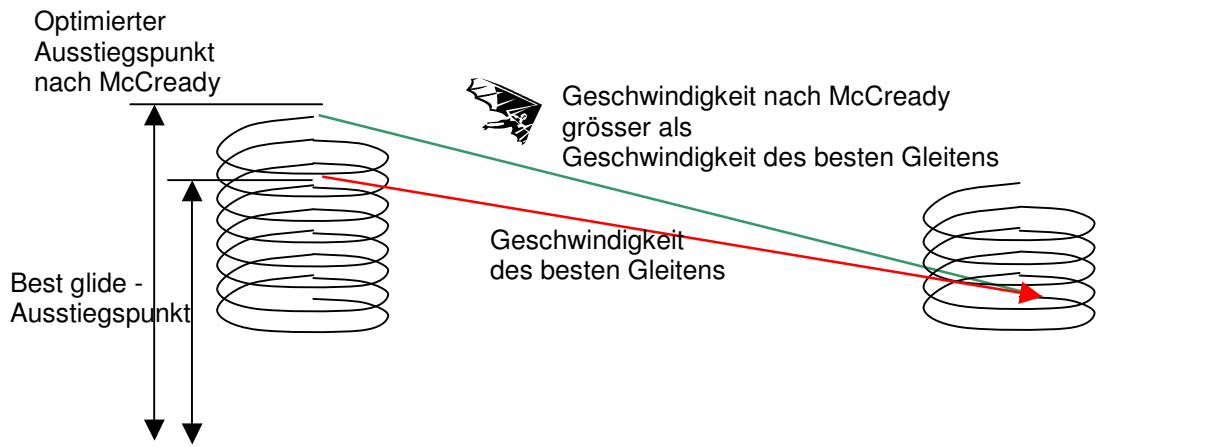 Optimierter
Ausstiegspunkt
nach McCready
Geschwindigkeit nach McCready
grösser als
Geschwindigkeit des besten Gleitens
Geschwindigkeit
des besten Gleitens
Best glide -
Ausstiegspunkt